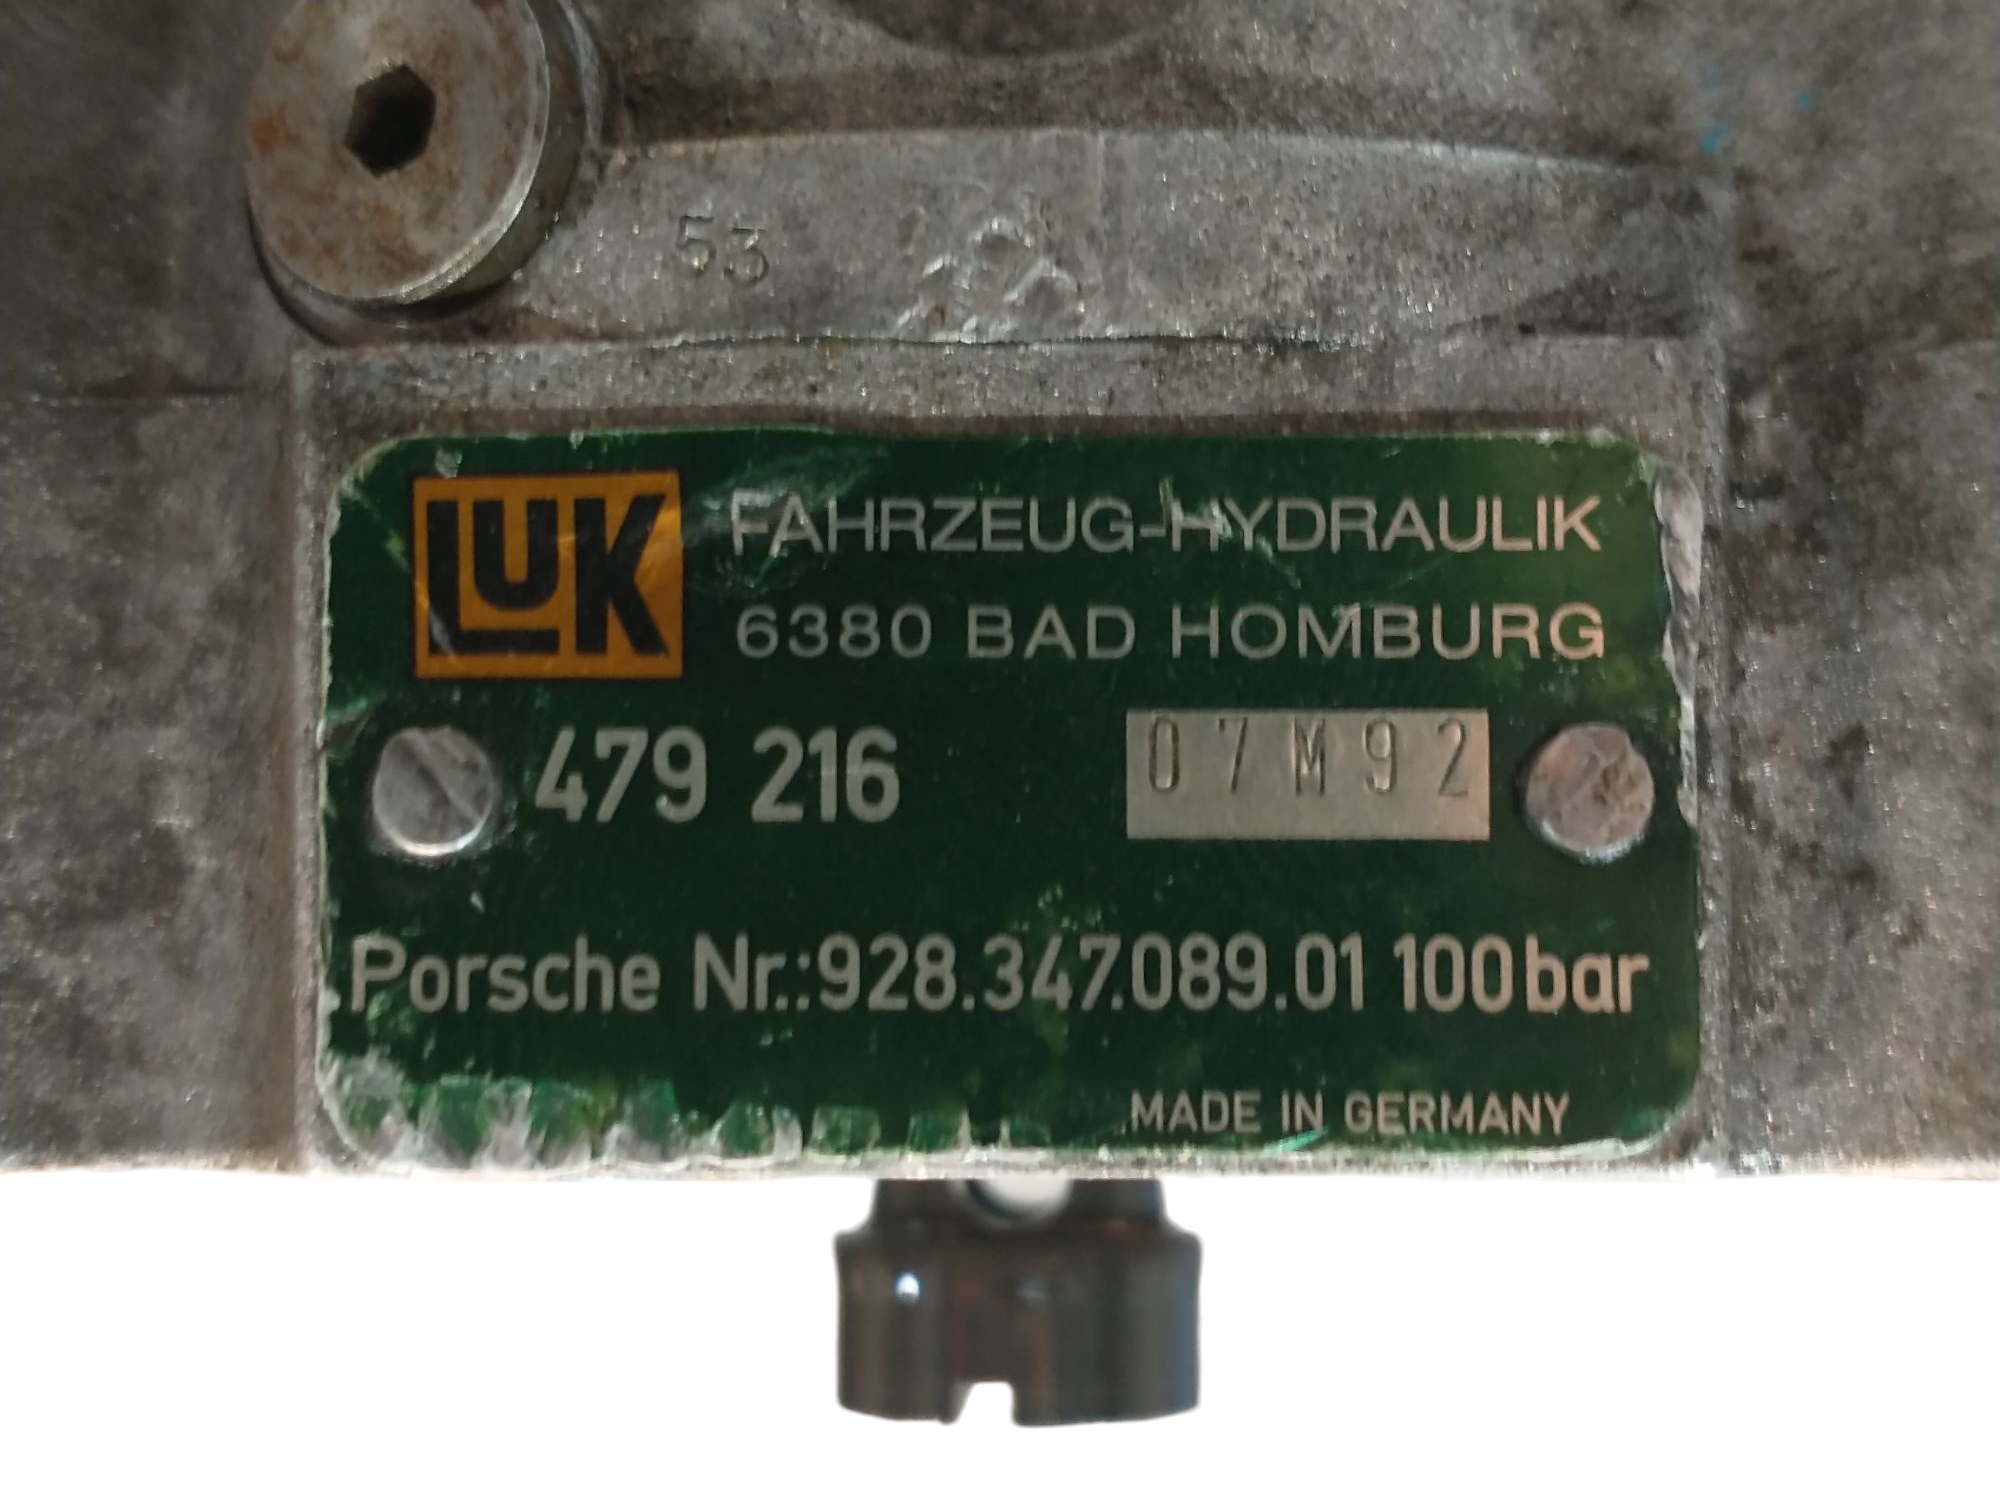 53
LUK FAHRZEUG-HYDRAULIK
6380 BAD HOMBURG
479 216 07M92
Porsche Nr.:928.347.089.01 100bar
MADE IN GERMANY